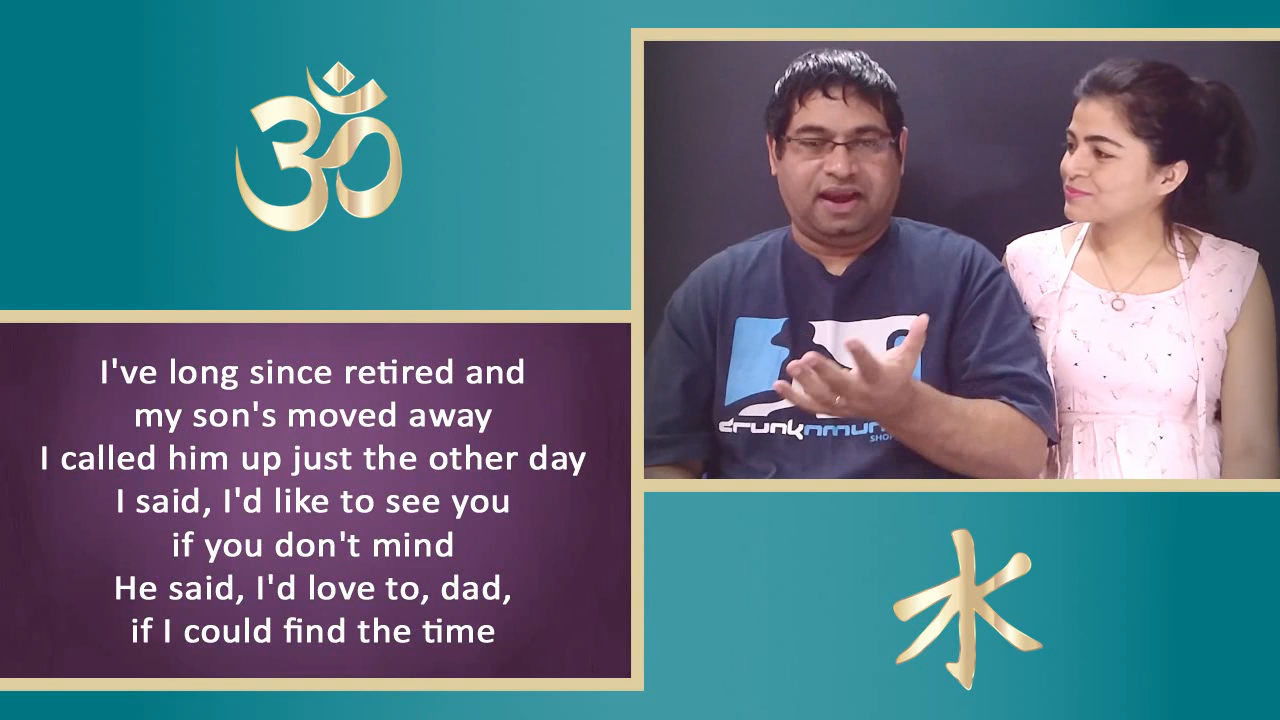 ॐ
I've long since retired and
my son's moved away
I called him up just the other day
I said, I'd like to see you
if you don't mind
He said, I'd love to, dad,
if I could find the time
水